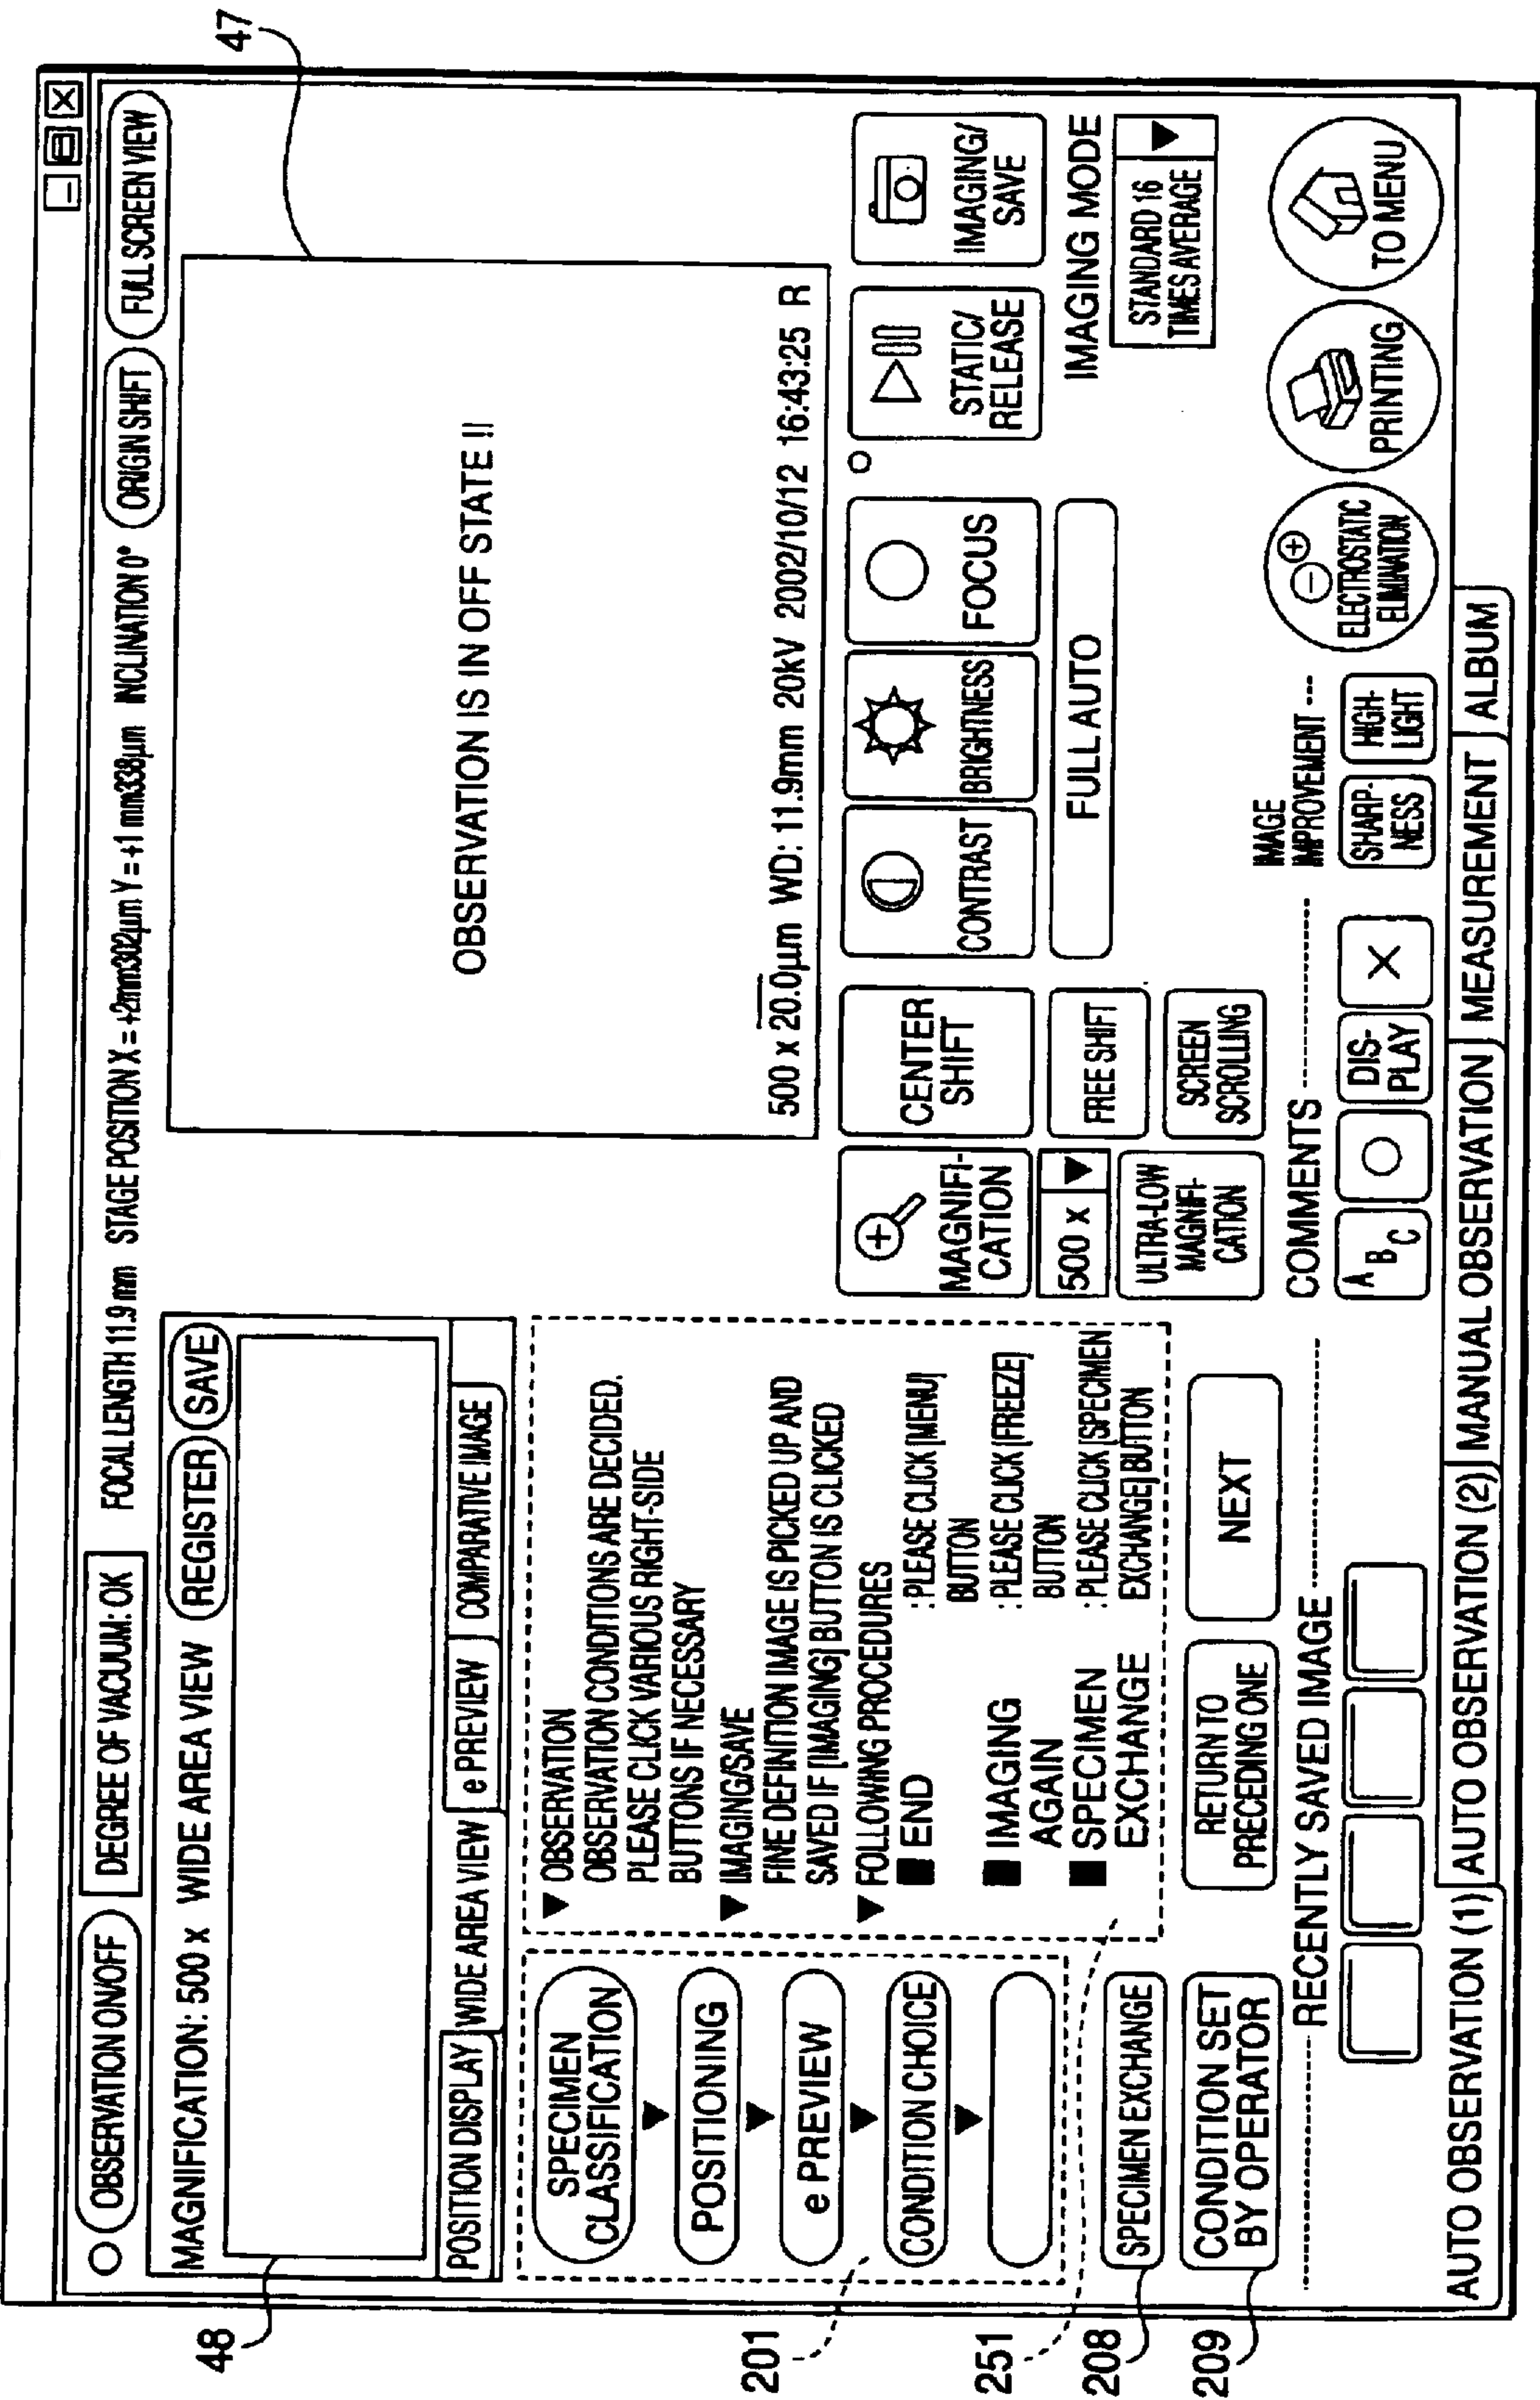 47
OBSERVATION ON/OFF
DEGREE OF VACUUM: OK
FOCAL LENGTH 11.9 mm STAGE POSITION X = +2mm302μm Y = +1 mm338μm INCLINATION 0°
ORIGIN SHIFT
FULL SCREEN VIEW
MAGNIFICATION: 500 x WIDE AREA VIEW
REGISTER
SAVE
48
POSITION DISPLAY
WIDE AREA VIEW
e PREVIEW
COMPARATIVE IMAGE
OBSERVATION IS IN OFF STATE !!
500 x 20.0μm WD: 11.9mm 20kV 2002/10/12 16:43:25 R
201
SPECIMEN
CLASSIFICATION
▼
POSITIONING
▼
e PREVIEW
▼
CONDITION CHOICE
▼
251
▼ OBSERVATION
OBSERVATION CONDITIONS ARE DECIDED.
PLEASE CLICK VARIOUS RIGHT-SIDE
BUTTONS IF NECESSARY
▼ IMAGING/SAVE
FINE DEFINITION IMAGE IS PICKED UP AND
SAVED IF [IMAGING] BUTTON IS CLICKED
▼ FOLLOWING PROCEDURES
■ END : PLEASE CLICK [MENU]
BUTTON
■ IMAGING : PLEASE CLICK [FREEZE]
AGAIN BUTTON
■ SPECIMEN : PLEASE CLICK [SPECIMEN
EXCHANGE EXCHANGE] BUTTON
208
SPECIMEN EXCHANGE
209
CONDITION SET
BY OPERATOR
RETURN TO
PRECEDING ONE
NEXT
RECENTLY SAVED IMAGE
MAGNIFI-
CATION
500 x ▼
ULTRA-LOW
MAGNIFI-
CATION
CENTER
SHIFT
FREE SHIFT
SCREEN
SCROLLING
CONTRAST
BRIGHTNESS
FOCUS
FULL AUTO
STATIC/
RELEASE
IMAGING/
SAVE
IMAGING MODE
STANDARD 16
TIMES AVERAGE
▼
COMMENTS
A B C
DIS-
PLAY
IMAGE
IMPROVEMENT
SHARP-
NESS
HIGH-
LIGHT
ELECTROSTATIC
ELIMINATION
PRINTING
TO MENU
AUTO OBSERVATION (1)
AUTO OBSERVATION (2)
MANUAL OBSERVATION
MEASUREMENT
ALBUM